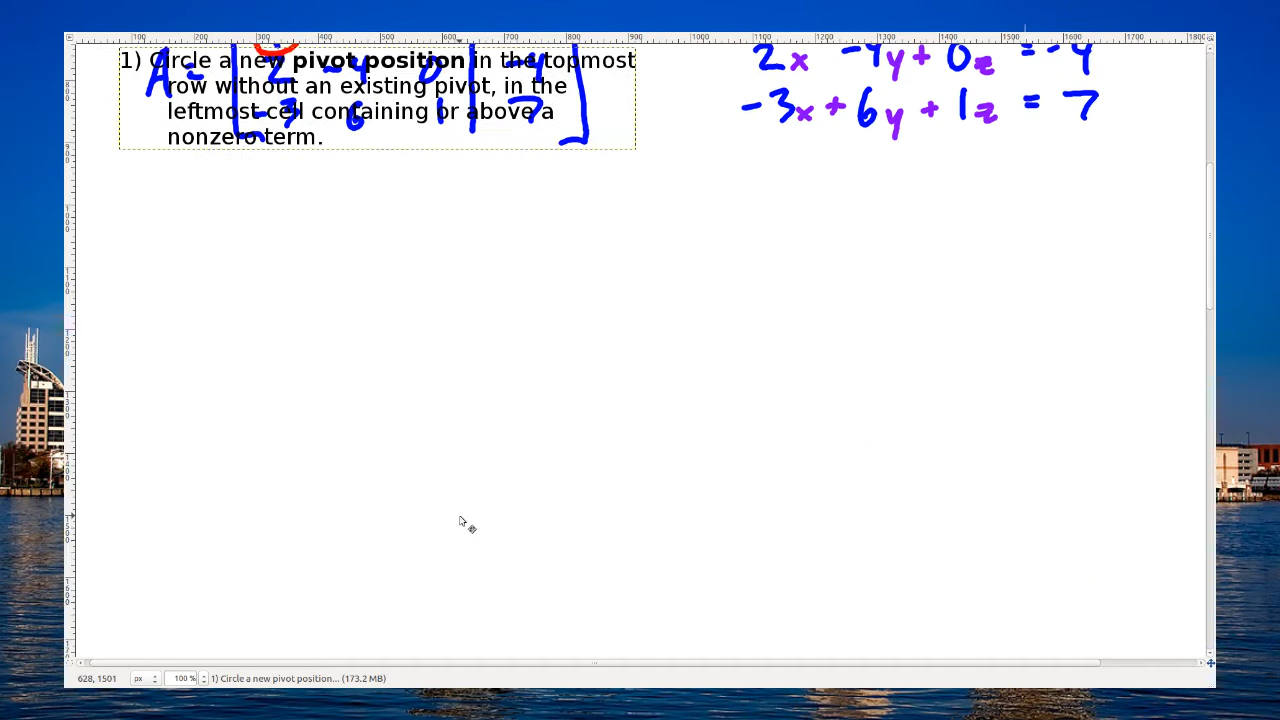 1) Circle a new pivot position in the topmost
row without an existing pivot, in the
leftmost cell containing or above a
nonzero term.
A = 2 -4 0 -4
-3 6 1 7
2x -4y + 0z = -4
-3x + 6y + 1z = 7
628, 1501 px 100 % 1) Circle a new pivot position... (173.2 MB)